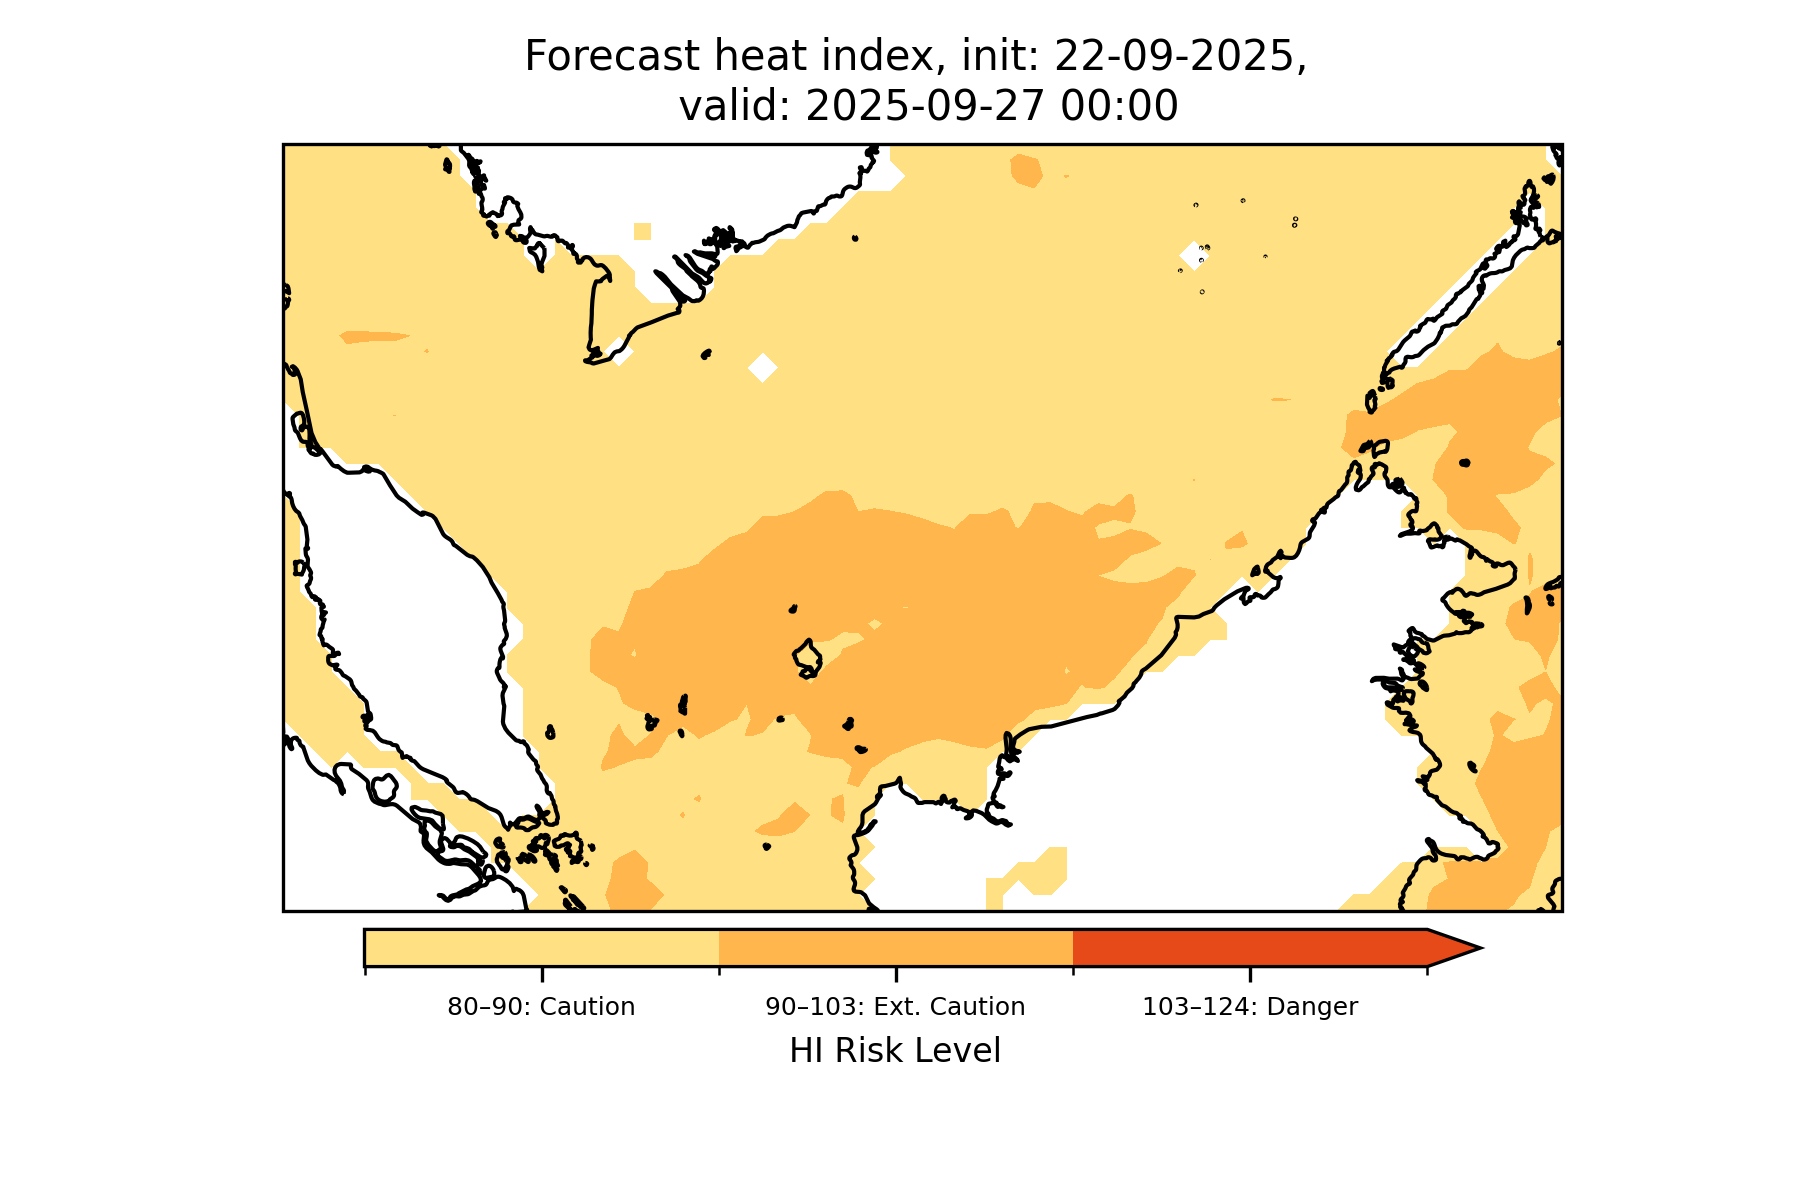 Forecast heat index, init: 22-09-2025,
valid: 2025-09-27 00:00
80–90: Caution
90–103: Ext. Caution
103–124: Danger
HI Risk Level